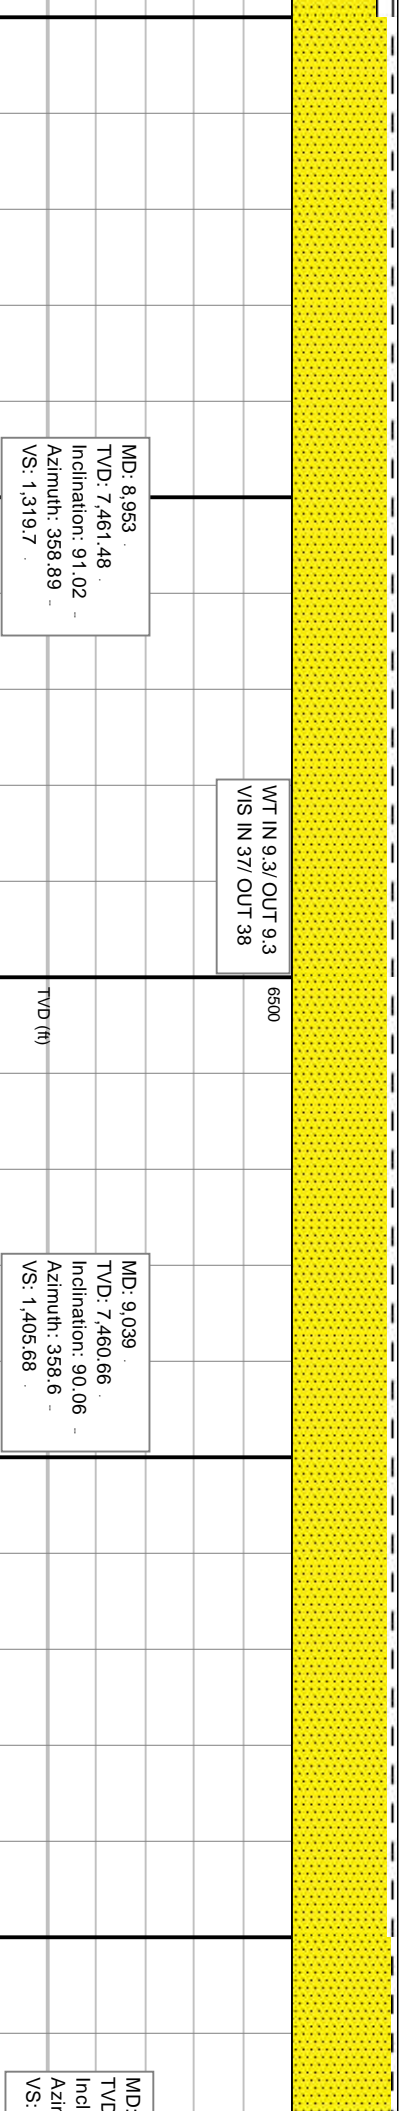 MD: 8,953
TVD: 7,461.48
Inclination: 91.02
Azimuth: 358.89
VS: 1,319.7
WT IN 9.3/ OUT 9.3
VIS IN 37/ OUT 38
6500
TVD (ft)
MD: 9,039
TVD: 7,460.66
Inclination: 90.06
Azimuth: 358.6
VS: 1,405.68
MD:
VS: